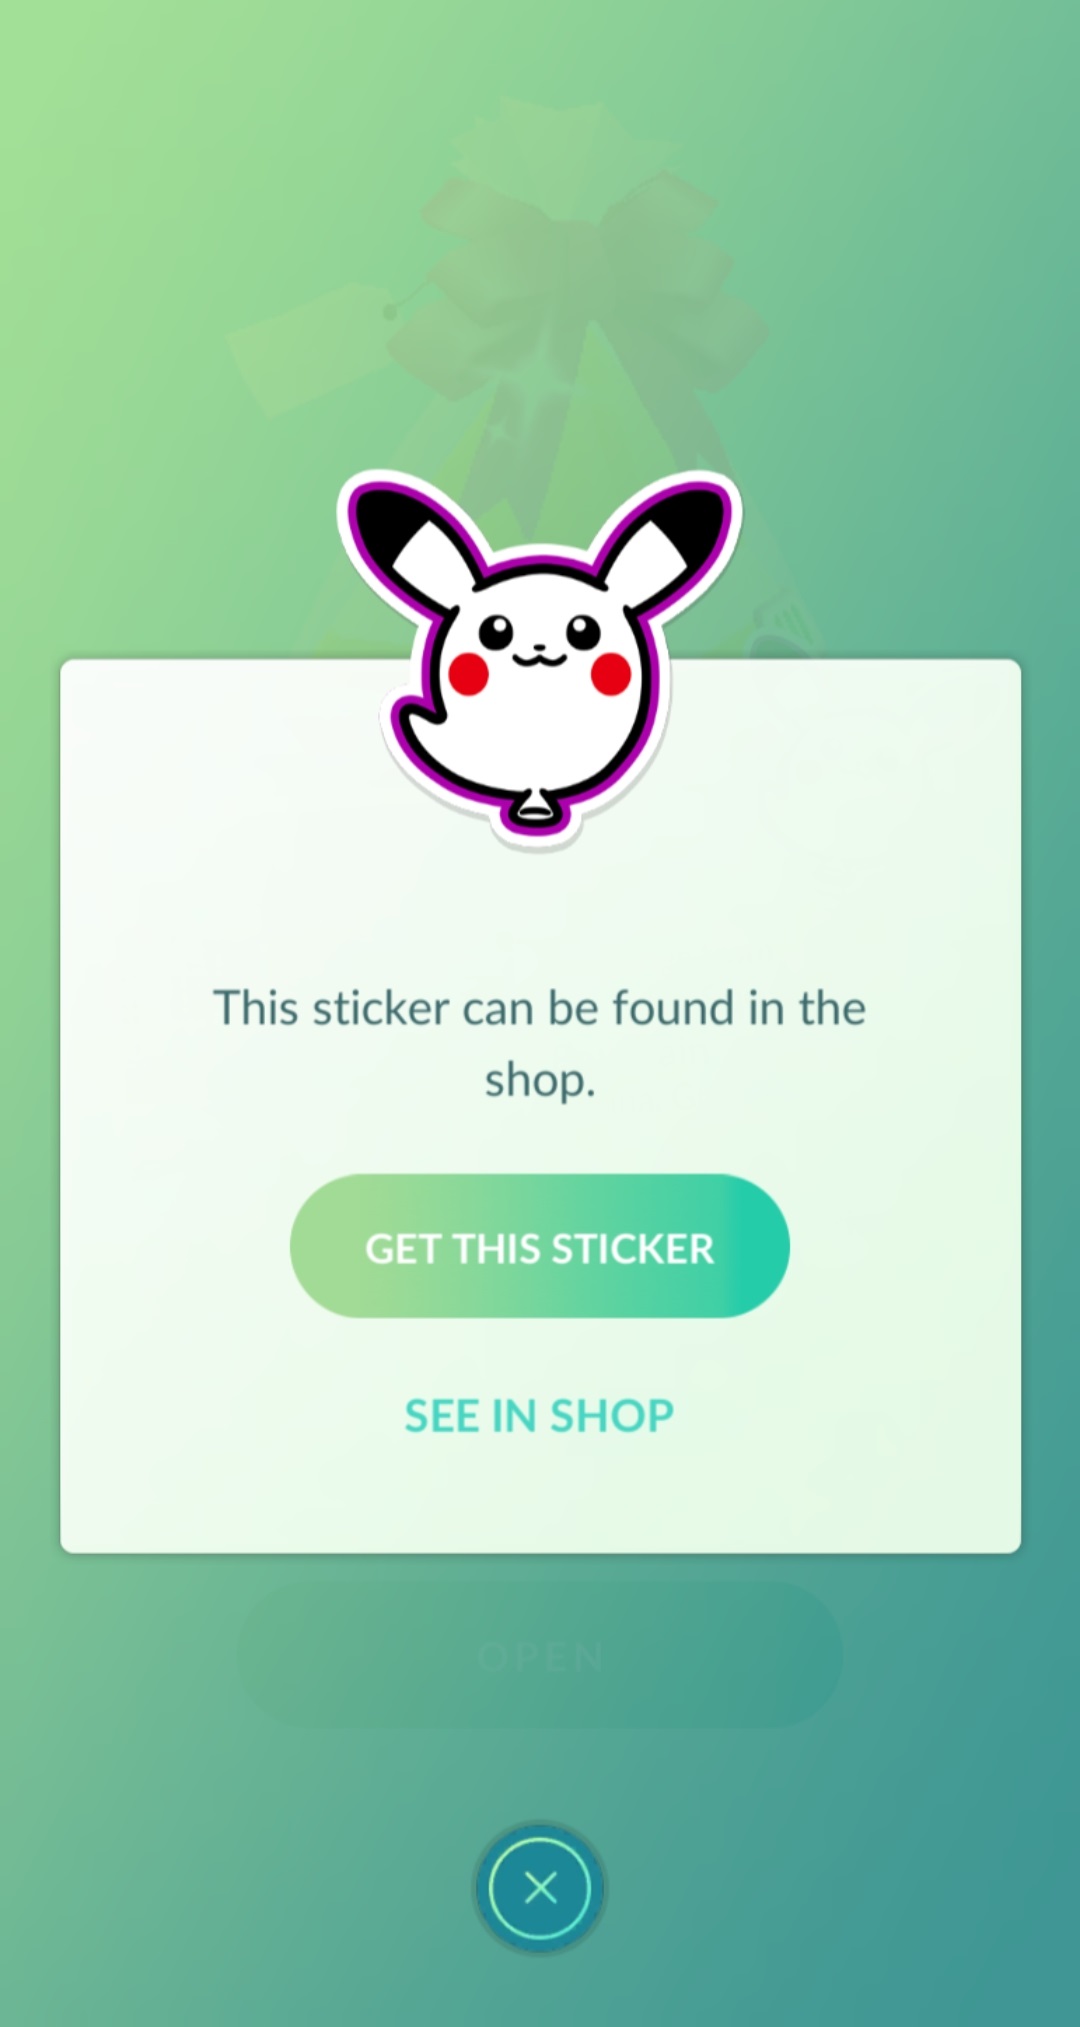 This sticker can be found in the
shop.
GET THIS STICKER
SEE IN SHOP
OPEN